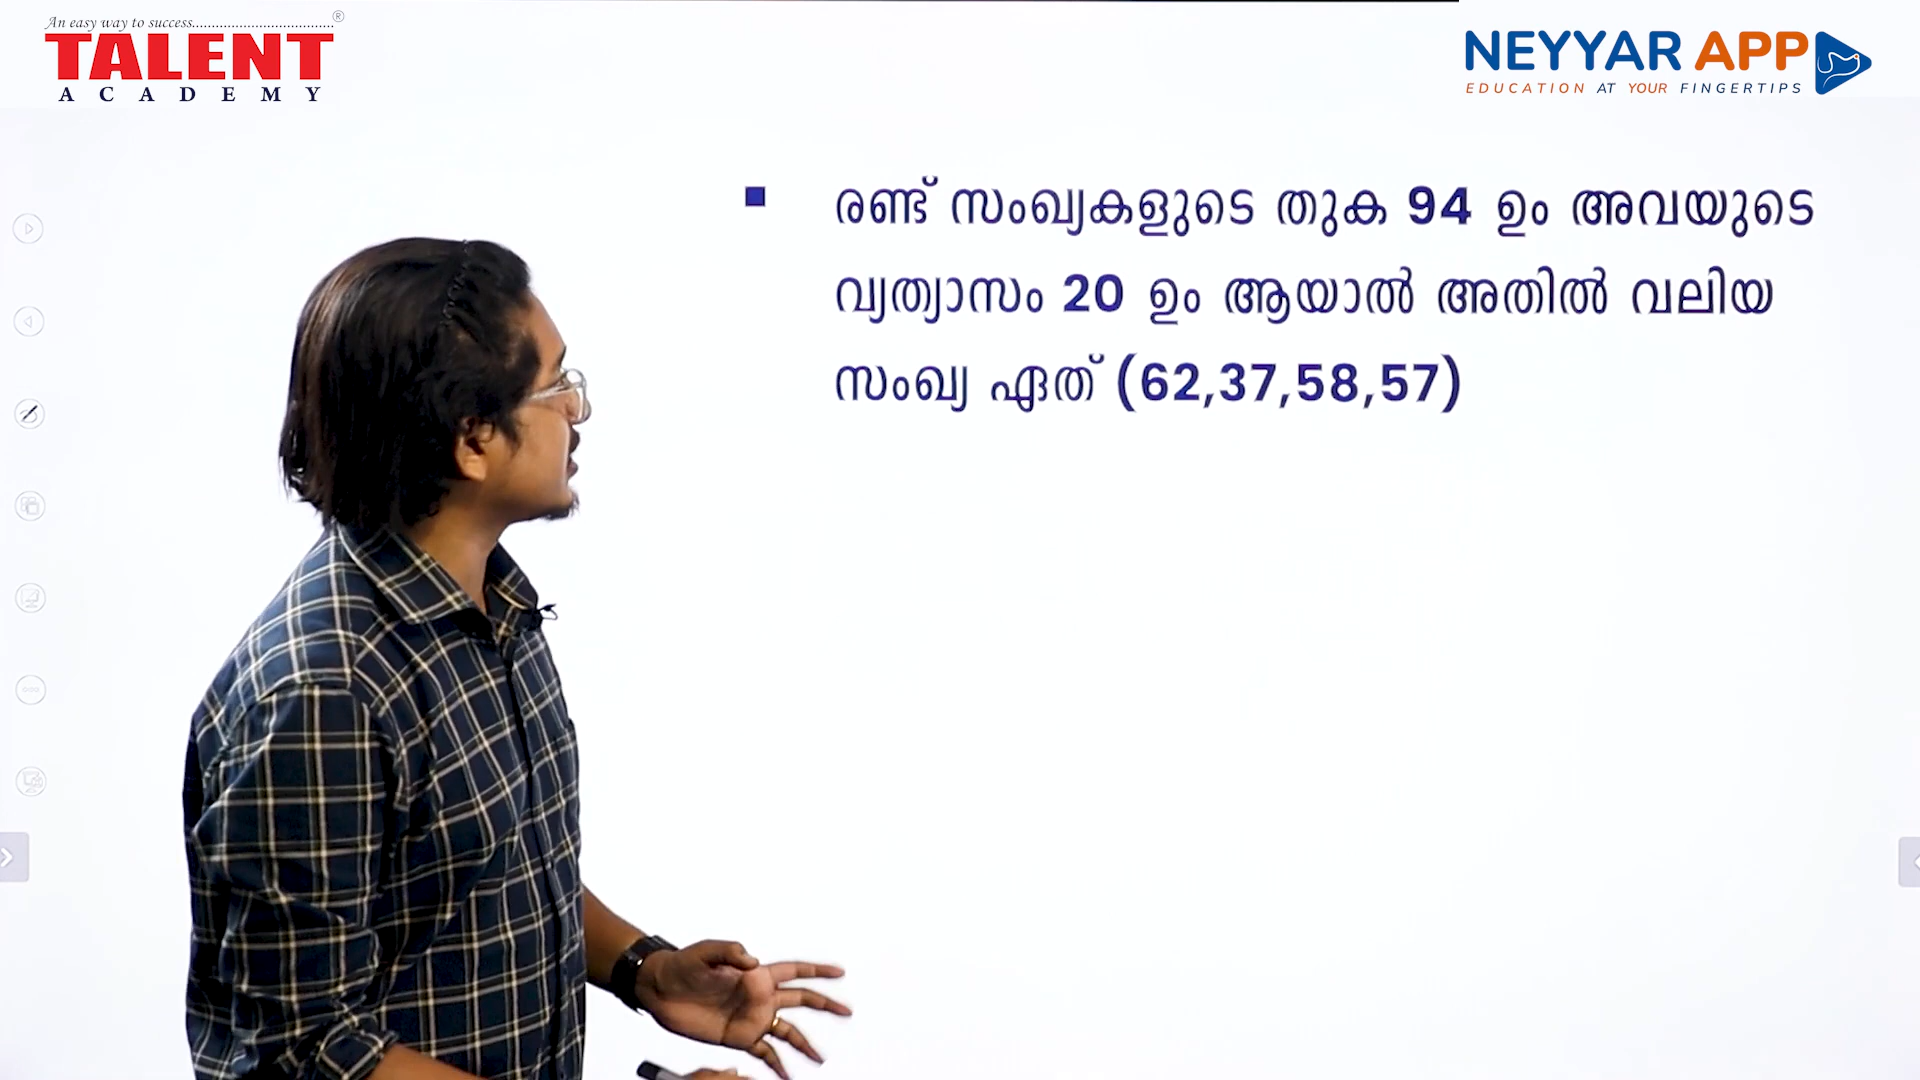 An easy way to success.................................... ®
TALENT
ACADEMY
NEYYAR APP
EDUCATION AT YOUR FINGERTIPS
രണ്ട് സംഖ്യകളുടെ തുക 94 ഉം അവയുടെ
വ്യത്യാസം 20 ഉം ആയാൽ അതിൽ വലിയ
സംഖ്യ ഏത് (62,37,58,57)